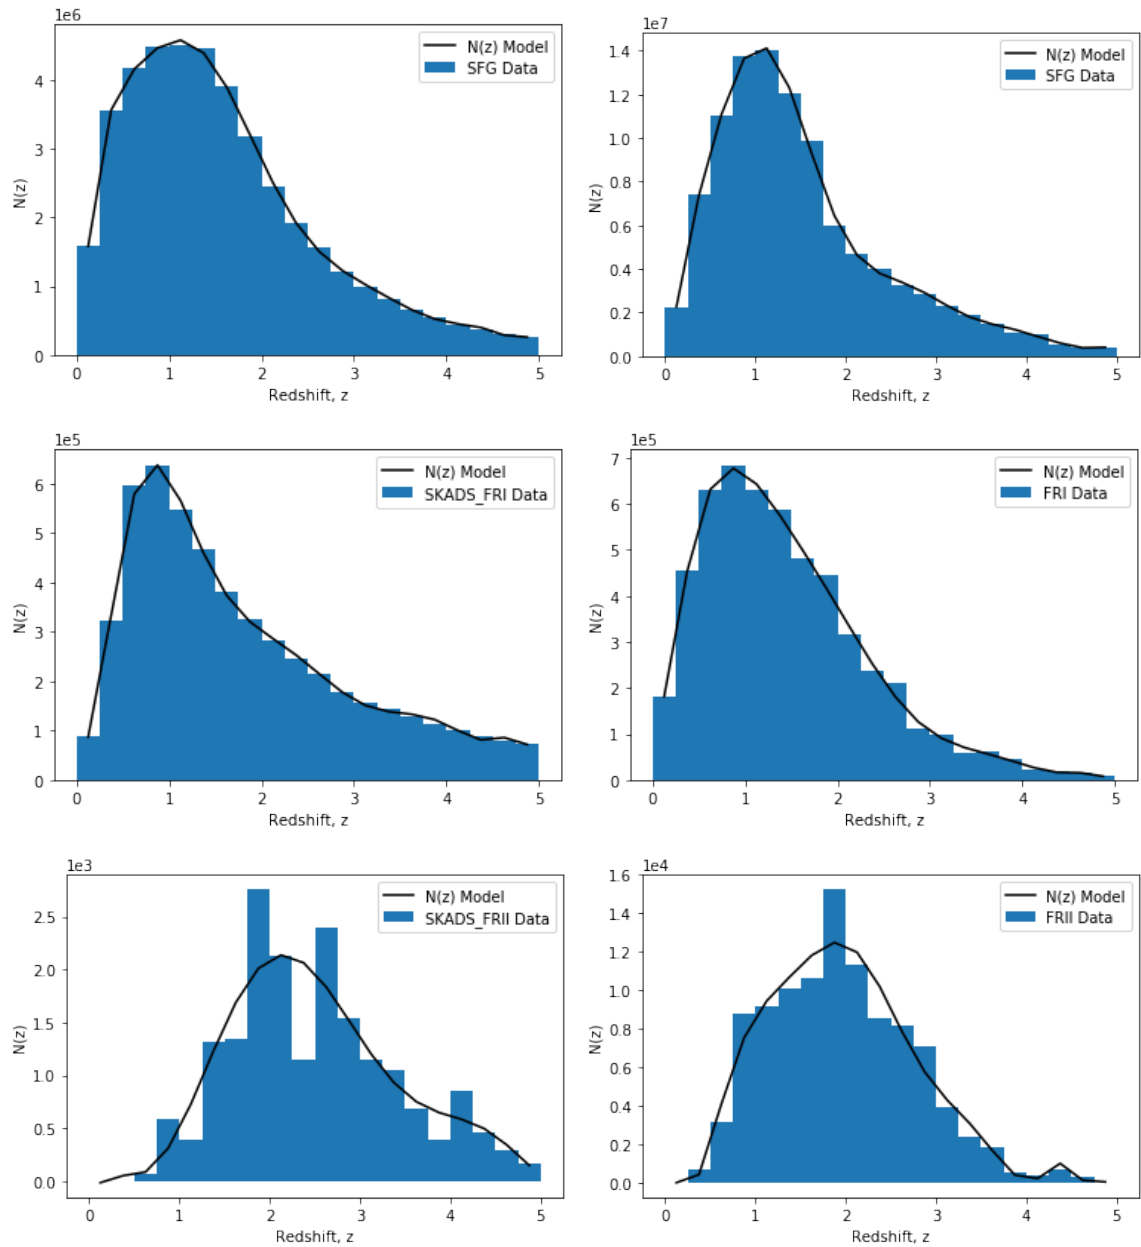 1e6
N(z) Model
SFG Data
4
3
2
1
0
N(z)
0 1 2 3 4 5
Redshift, z
1e7
N(z) Model
SFG Data
1.4
1.2
1.0
0.8
0.6
0.4
0.2
0.0
N(z)
0 1 2 3 4 5
Redshift, z
1e5
N(z) Model
SKADS_FRI Data
6
5
4
3
2
1
0
N(z)
0 1 2 3 4 5
Redshift, z
1e5
N(z) Model
FRI Data
7
6
5
4
3
2
1
0
N(z)
0 1 2 3 4 5
Redshift, z
1e3
N(z) Model
SKADS_FRII Data
2.5
2.0
1.5
1.0
0.5
0.0
N(z)
0 1 2 3 4 5
Redshift, z
1e4
N(z) Model
FRII Data
1.6
1.4
1.2
1.0
0.8
0.6
0.4
0.2
0.0
N(z)
0 1 2 3 4 5
Redshift, z